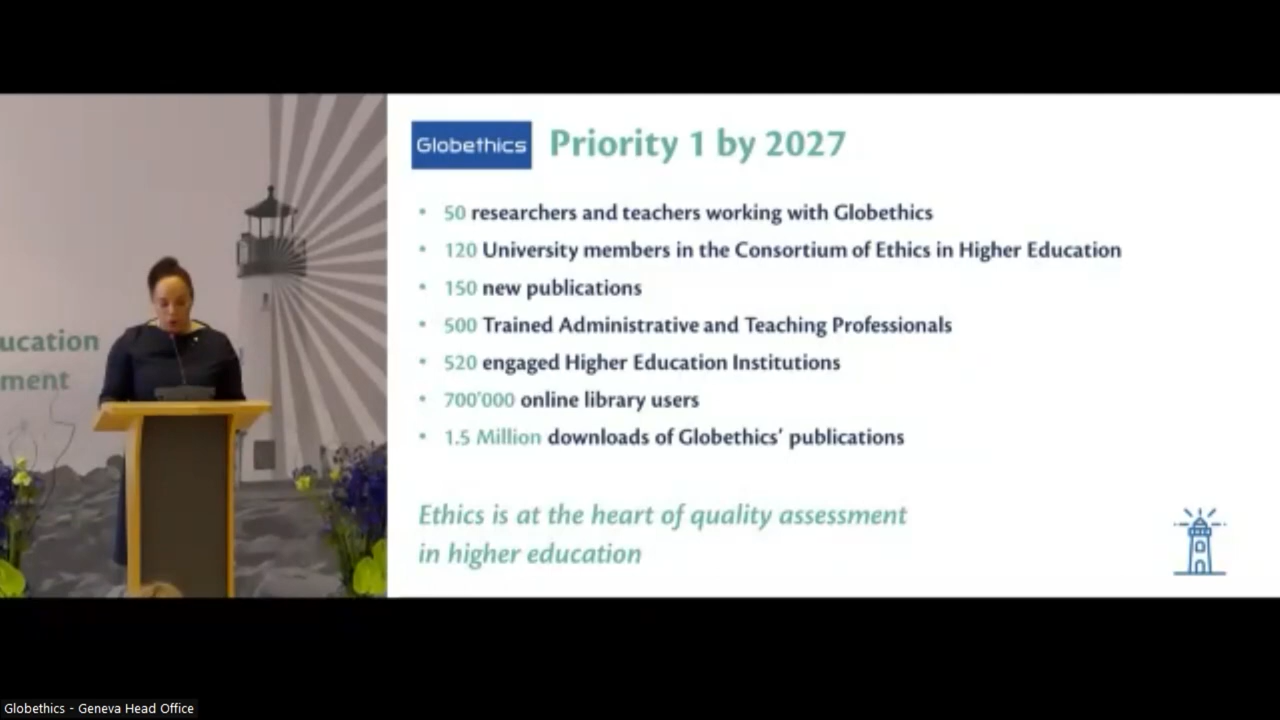 ucation
ment
Globethics
Priority 1 by 2027
• 50 researchers and teachers working with Globethics
• 120 University members in the Consortium of Ethics in Higher Education
• 150 new publications
• 500 Trained Administrative and Teaching Professionals
• 520 engaged Higher Education Institutions
• 700'000 online library users
• 1.5 Million downloads of Globethics' publications
Ethics is at the heart of quality assessment
in higher education
Globethics - Geneva Head Office